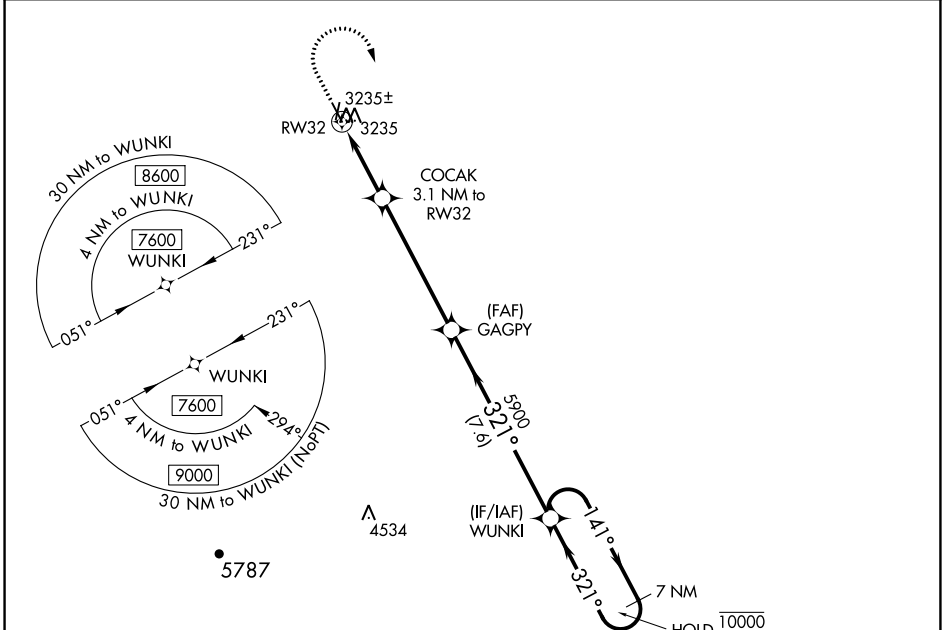 3235±
RW32
3235
COCAK
3.1 NM to
RW32
30 NM to WUNKI
8600
4 NM to WUNKI
7600
WUNKI
231°
051°
(FAF)
GAGPY
231°
WUNKI
051°
7600
4 NM to WUNKI
294°
9000
30 NM to WUNKI (NoPT)
5900
321°
(7.6)
4534
5787
(IF/IAF)
WUNKI
141°
321°
7 NM
HOLD 10000